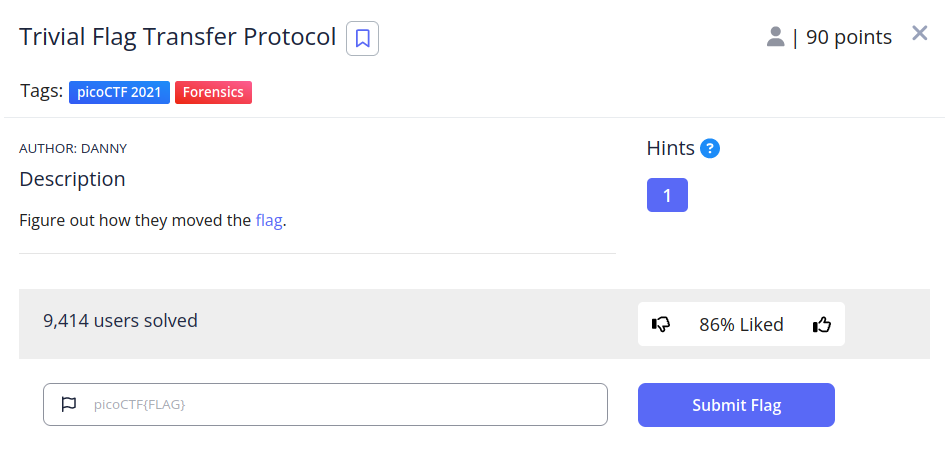 Trivial Flag Transfer Protocol
| 90 points
Tags: picoCTF 2021 Forensics
AUTHOR: DANNY
Description
Figure out how they moved the flag.
Hints ?
1
9,414 users solved
86% Liked
picoCTF{FLAG}
Submit Flag